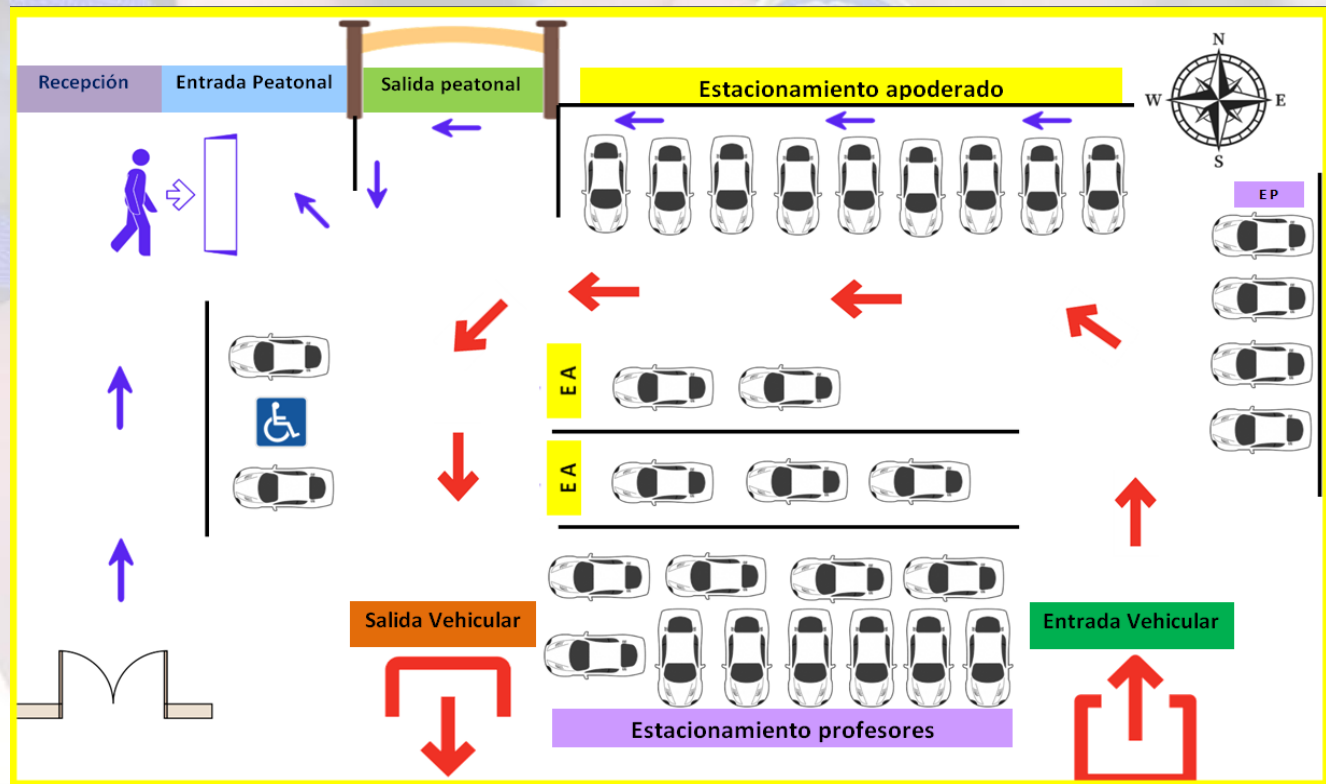 Recepción
Entrada Peatonal
Salida peatonal
Estacionamiento apoderado
N
W
E
S
E P
E A
E A
Salida Vehicular
Entrada Vehicular
Estacionamiento profesores